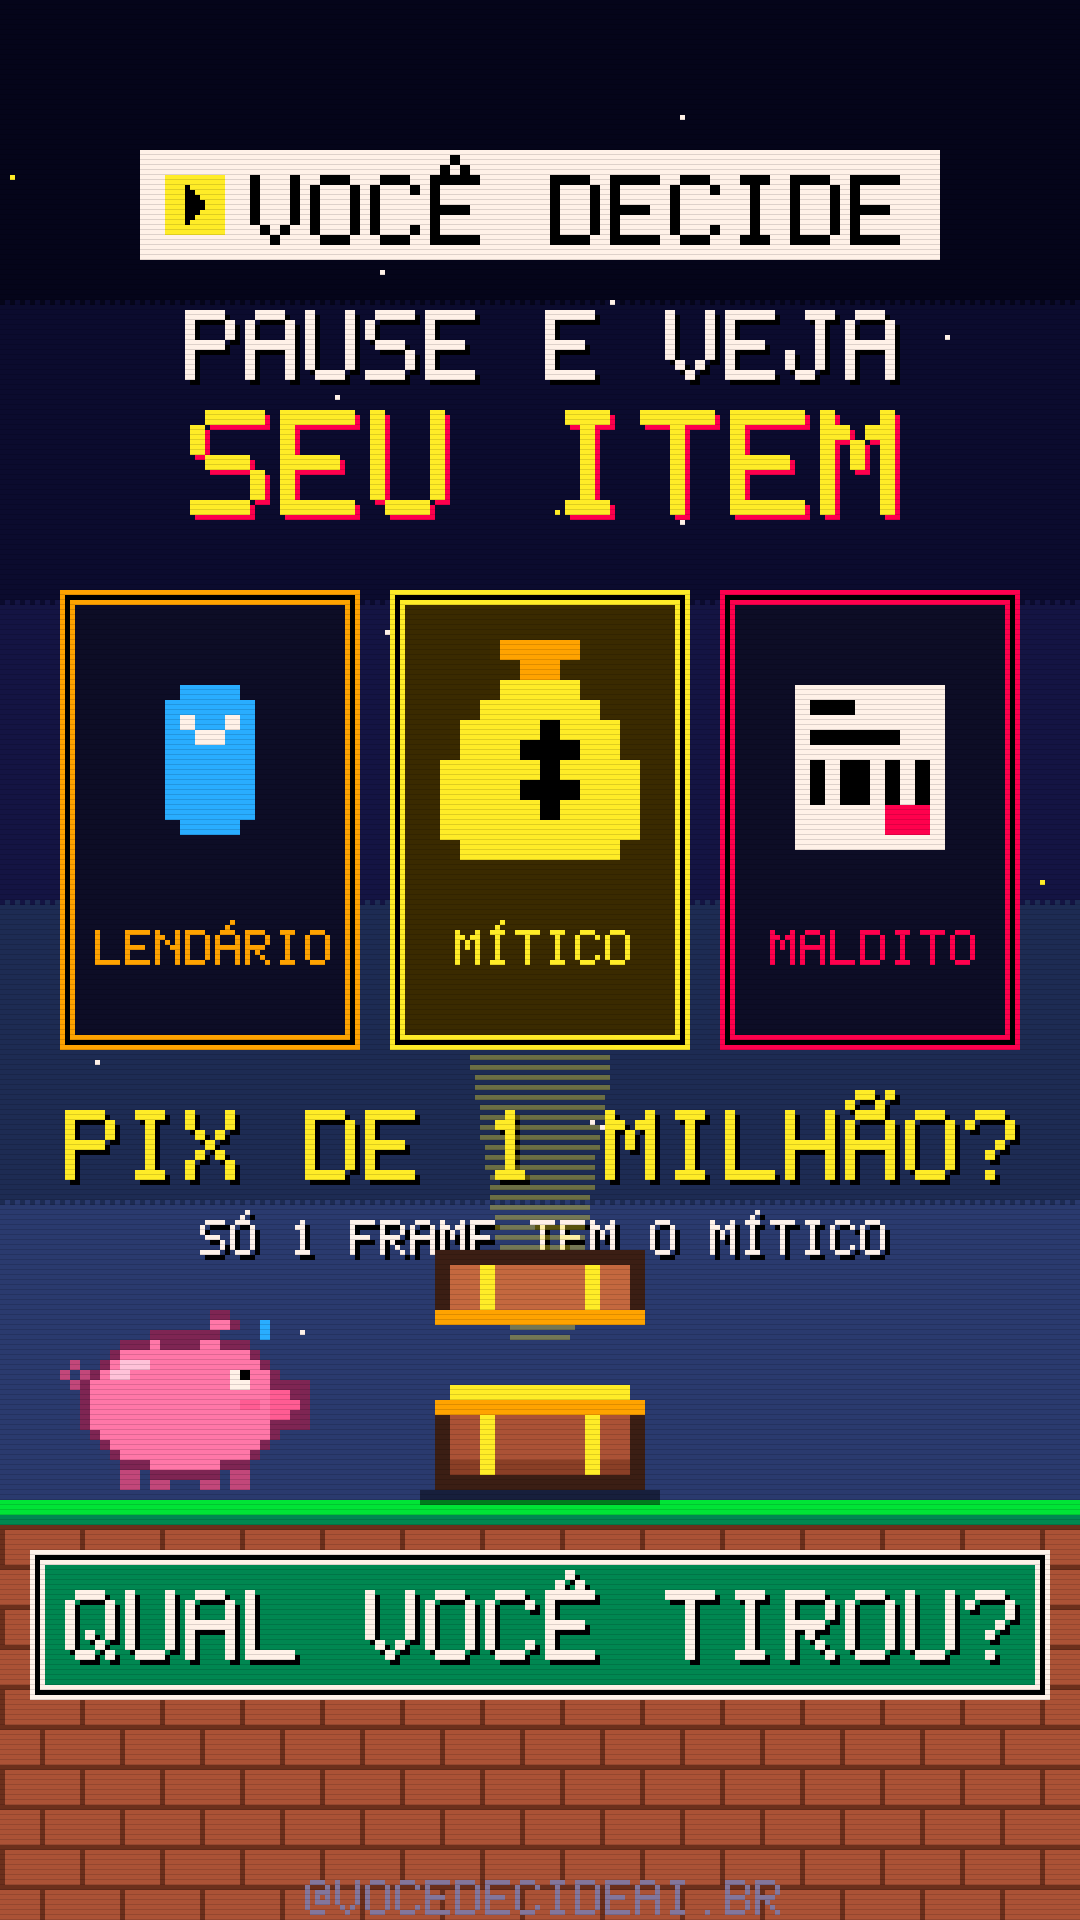 VOCÊ DECIDE
PAUSE E VEJA
SEU ITEM
LENDÁRIO
MÍTICO
MALDITO
PIX DE 1 MILHÃO?
SÓ 1 FRAME TEM O MÍTICO
QUAL VOCÊ TIROU?
@VOCEDECIDEAI.BR